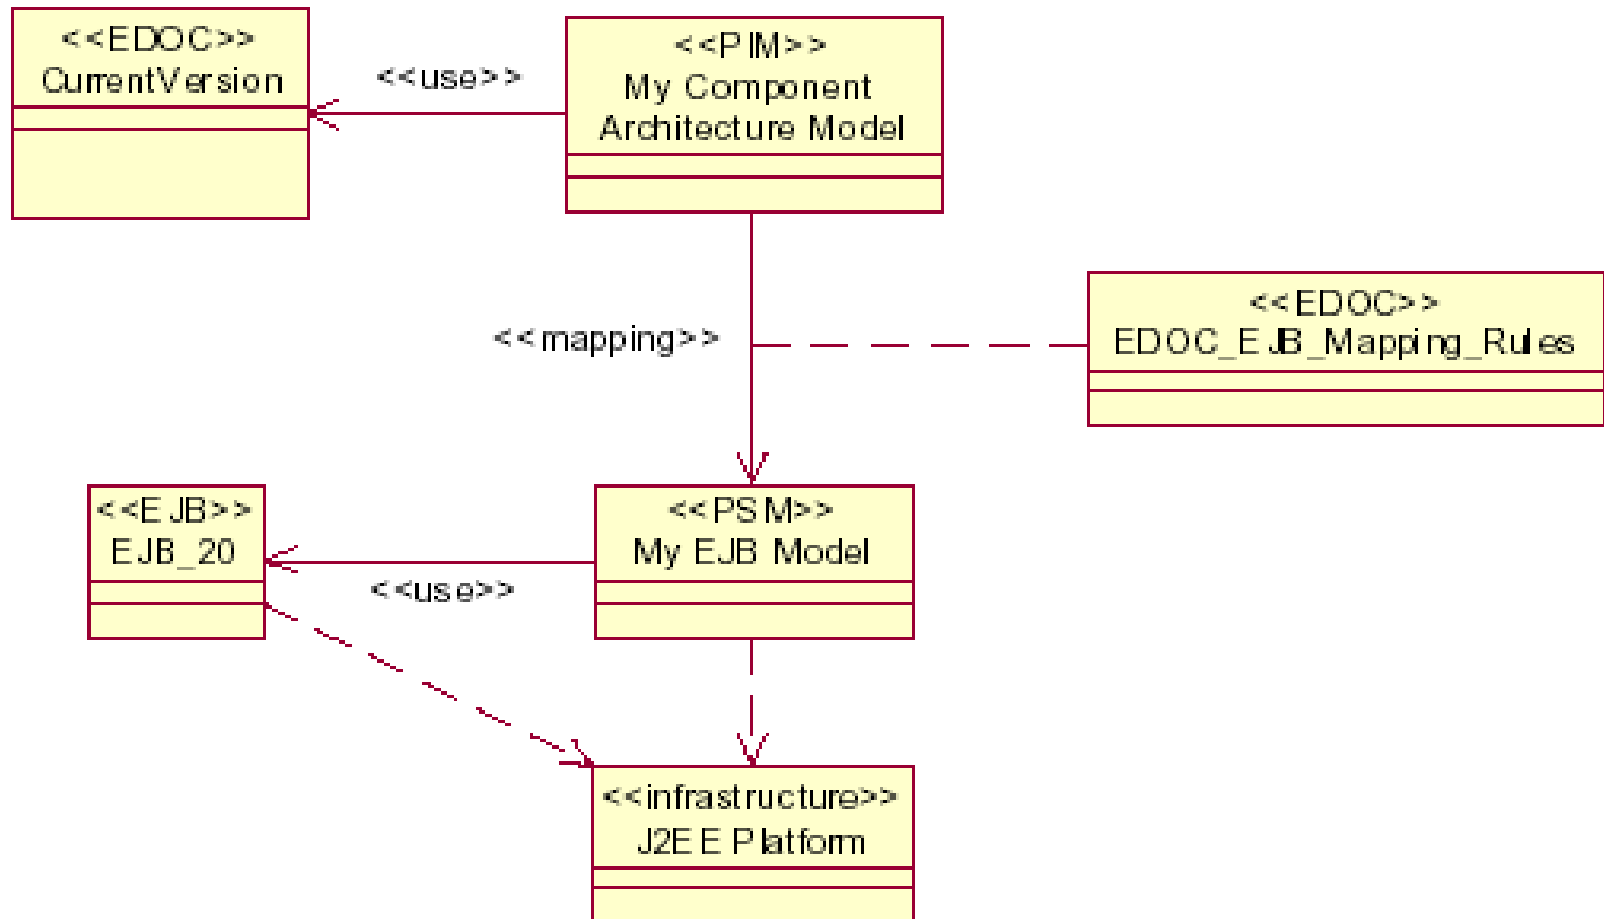 <<EDOC>>
CurrentVersion
<<use>>
<<PIM>>
My Component
Architecture Model
<<mapping>>
<<EDOC>>
EDOC_EJB_Mapping_Rules
<<EJB>>
EJB_20
<<use>>
<<PSM>>
My EJB Model
<<infrastructure>>
J2EE Platform